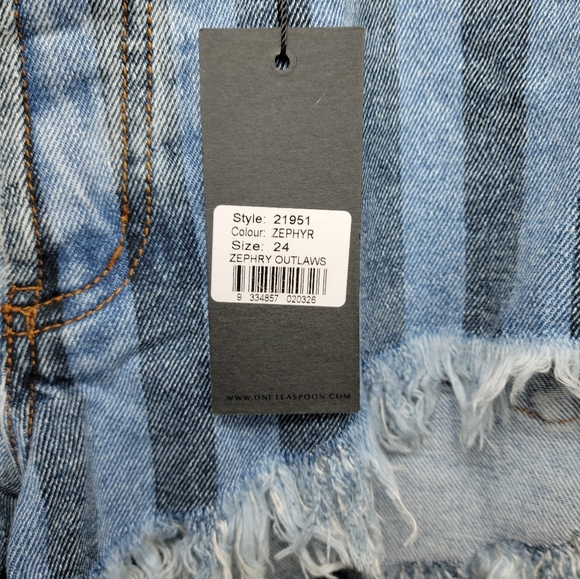 Style: 21951
Colour: ZEPHYR
Size: 24
ZEPHRY OUTLAWS
9 334857 020326
WWW.ONETEASPOON.COM